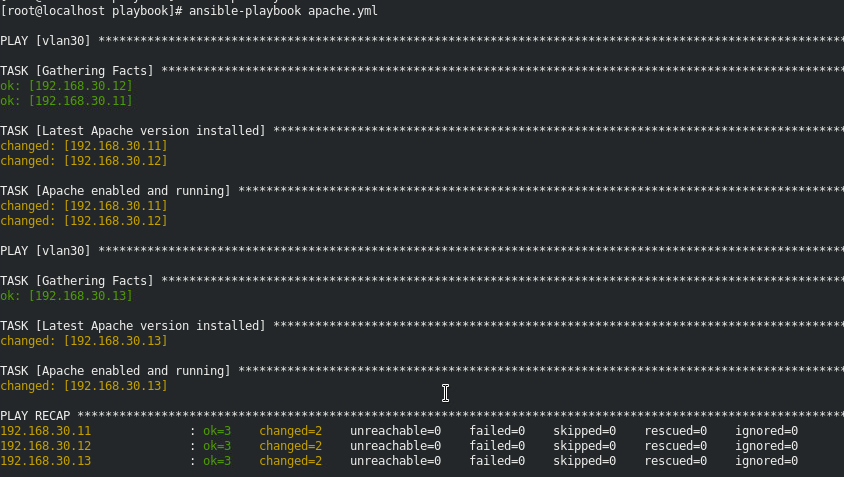 [root@localhost playbook]# ansible-playbook apache.yml
PLAY [vlan30] **********************************************************************************************************
TASK [Gathering Facts] *************************************************************************************************
ok: [192.168.30.12]
ok: [192.168.30.11]
TASK [Latest Apache version installed] *********************************************************************************
changed: [192.168.30.11]
changed: [192.168.30.12]
TASK [Apache enabled and running] **************************************************************************************
changed: [192.168.30.11]
changed: [192.168.30.12]
PLAY [vlan30] **********************************************************************************************************
TASK [Gathering Facts] *************************************************************************************************
ok: [192.168.30.13]
TASK [Latest Apache version installed] *********************************************************************************
changed: [192.168.30.13]
TASK [Apache enabled and running] **************************************************************************************
changed: [192.168.30.13]
PLAY RECAP *************************************************************************************************************
192.168.30.11              : ok=3    changed=2    unreachable=0    failed=0    skipped=0    rescued=0    ignored=0
192.168.30.12              : ok=3    changed=2    unreachable=0    failed=0    skipped=0    rescued=0    ignored=0
192.168.30.13              : ok=3    changed=2    unreachable=0    failed=0    skipped=0    rescued=0    ignored=0